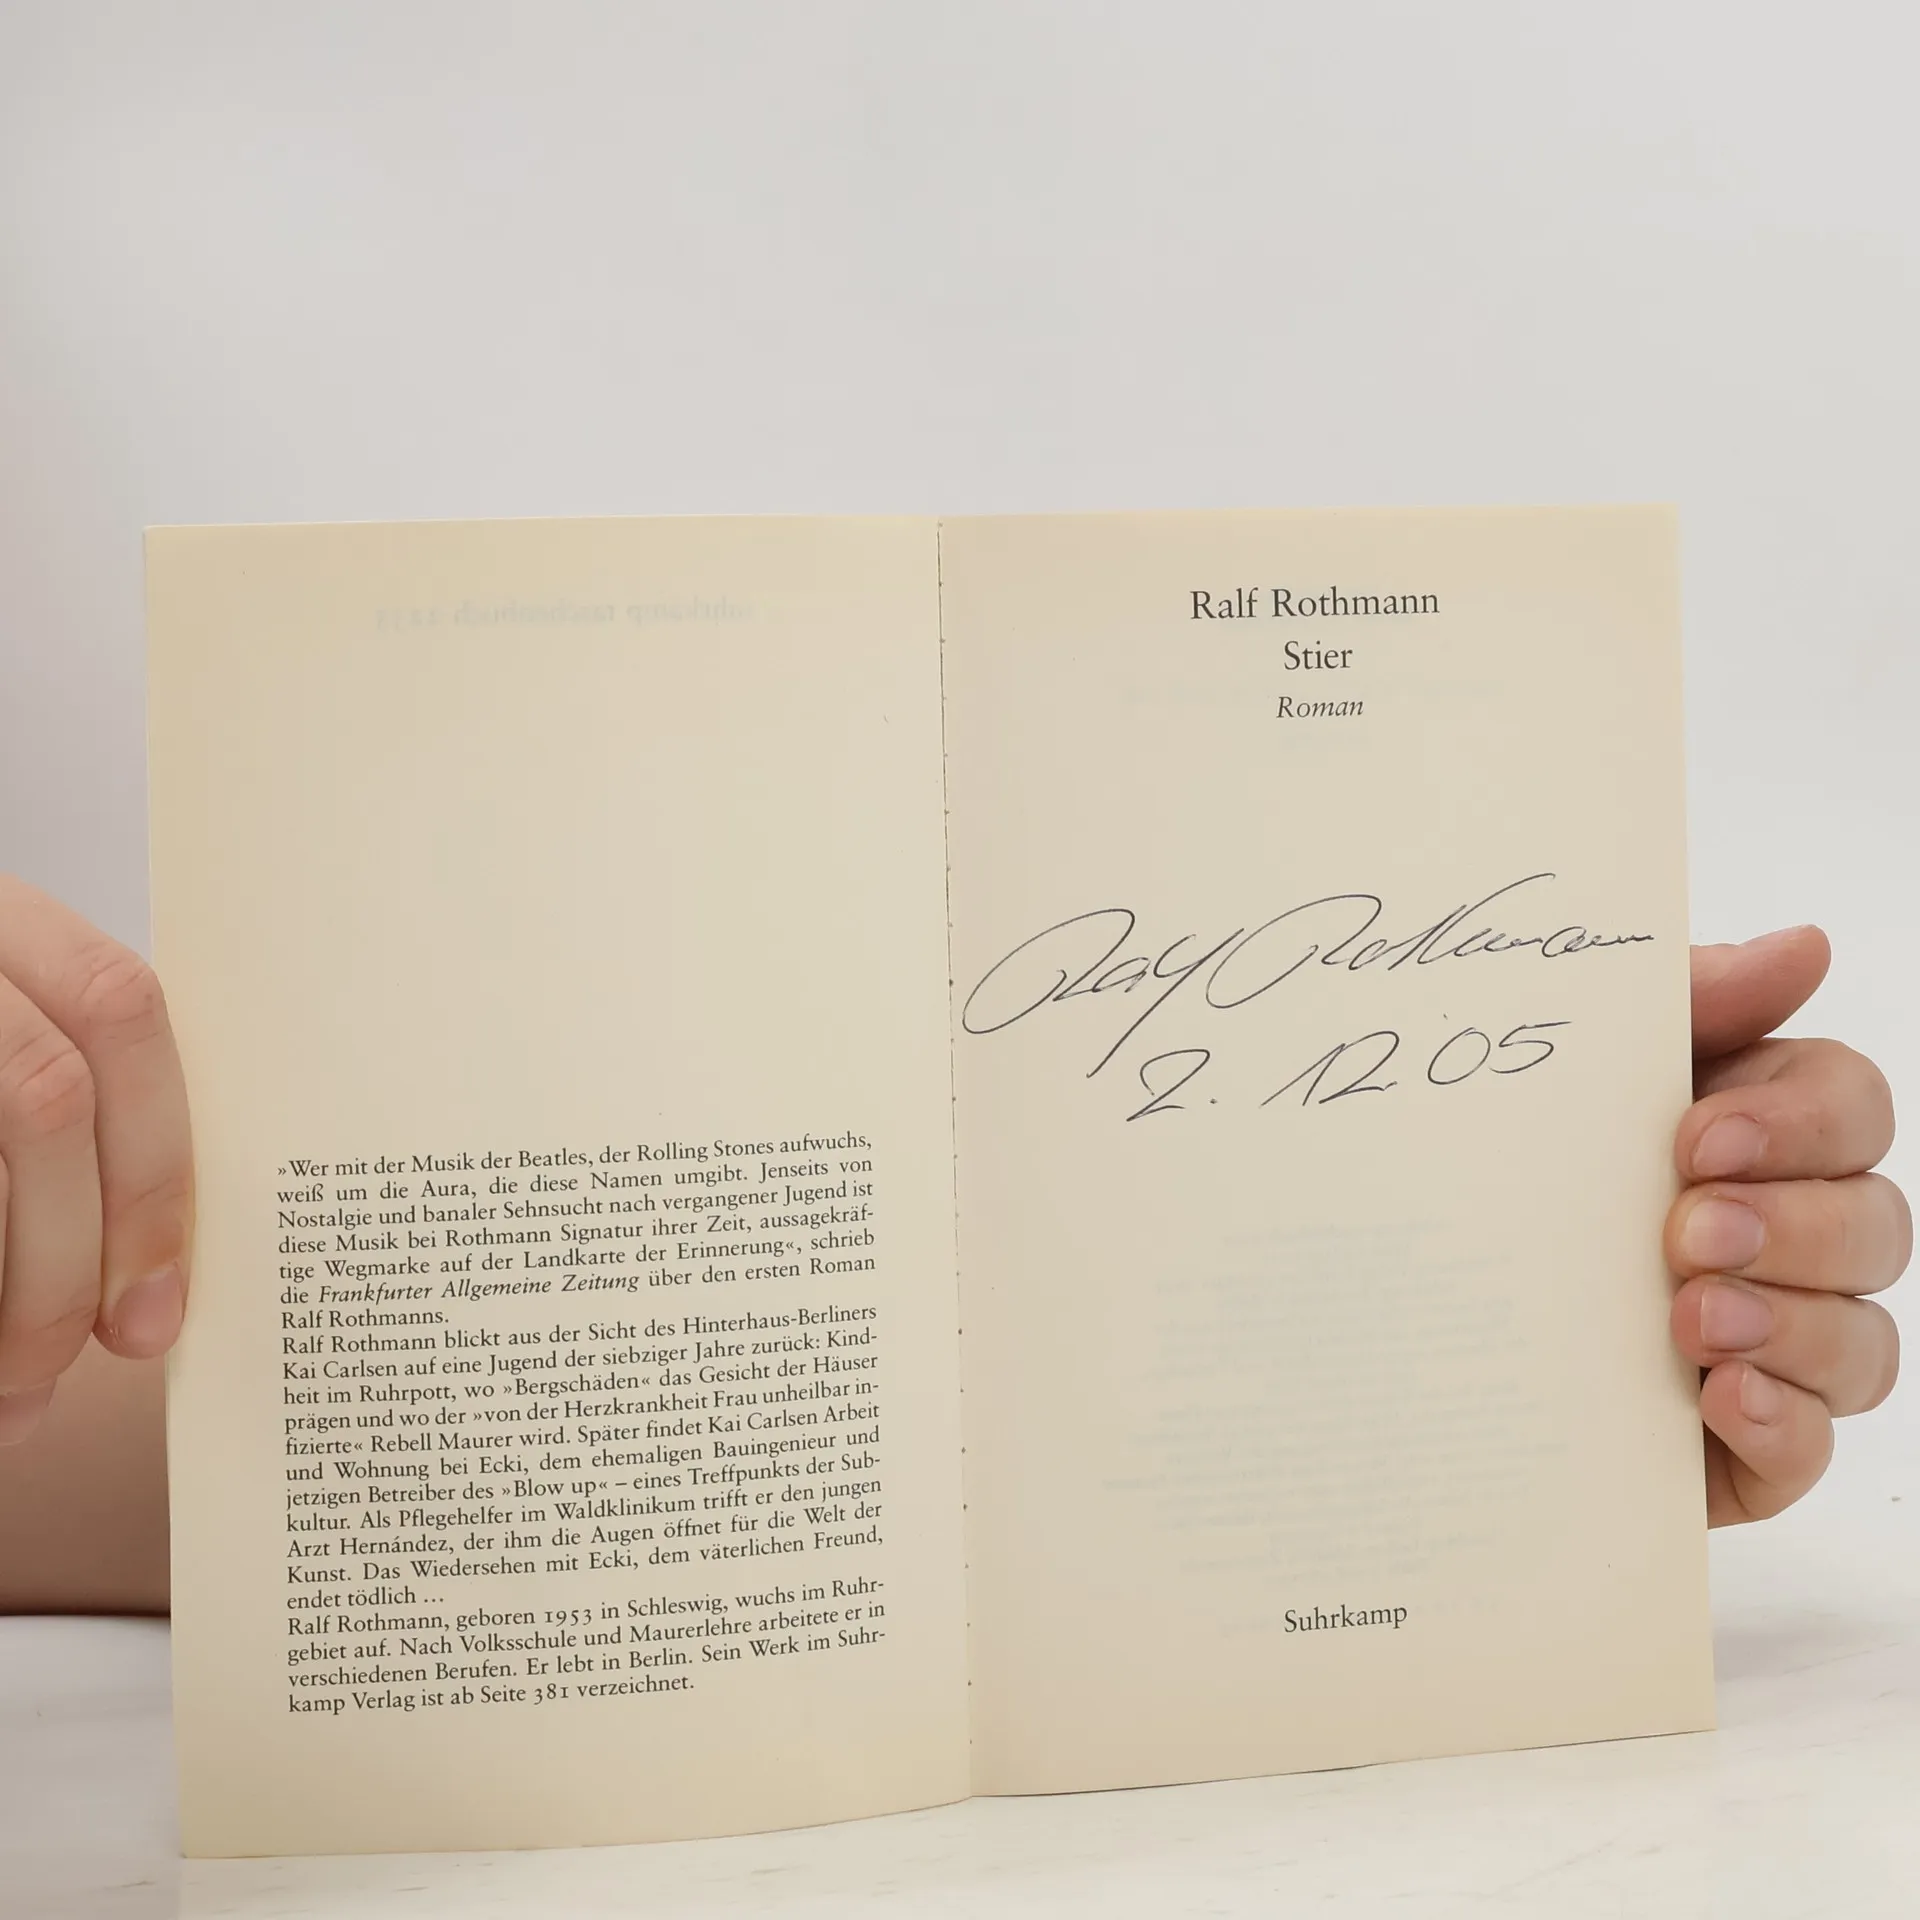 »Wer mit der Musik der Beatles, der Rolling Stones aufwuchs,
weiß um die Aura, die diese Namen umgibt. Jenseits von
Nostalgie und banaler Sehnsucht nach vergangener Jugend ist
diese Musik bei Rothmann Signatur ihrer Zeit, aussagekräf-
tige Wegmarke auf der Landkarte der Erinnerung«, schrieb
die Frankfurter Allgemeine Zeitung über den ersten Roman
Ralf Rothmanns.
Ralf Rothmann blickt aus der Sicht des Hinterhaus-Berliners
Kai Carlsen auf eine Jugend der siebziger Jahre zurück: Kind-
heit im Ruhrpott, wo »Bergschäden« das Gesicht der Häuser
prägen und wo der »von der Herzkrankheit Frau unheilbar in-
fizierte« Rebell Maurer wird. Später findet Kai Carlsen Arbeit
und Wohnung bei Ecki, dem ehemaligen Bauingenieur und
jetzigen Betreiber des »Blow up« – eines Treffpunkts der Sub-
kultur. Als Pflegehelfer im Waldklinikum trifft er den jungen
Arzt Hernández, der ihm die Augen öffnet für die Welt der
Kunst. Das Wiedersehen mit Ecki, dem väterlichen Freund,
endet tödlich ...
Ralf Rothmann, geboren 1953 in Schleswig, wuchs im Ruhr-
gebiet auf. Nach Volksschule und Maurerlehre arbeitete er in
verschiedenen Berufen. Er lebt in Berlin. Sein Werk im Suhr-
kamp Verlag ist ab Seite 381 verzeichnet.
Ralf Rothmann
Stier
Roman
Ralf Rothmann
2. 12. 05
Suhrkamp